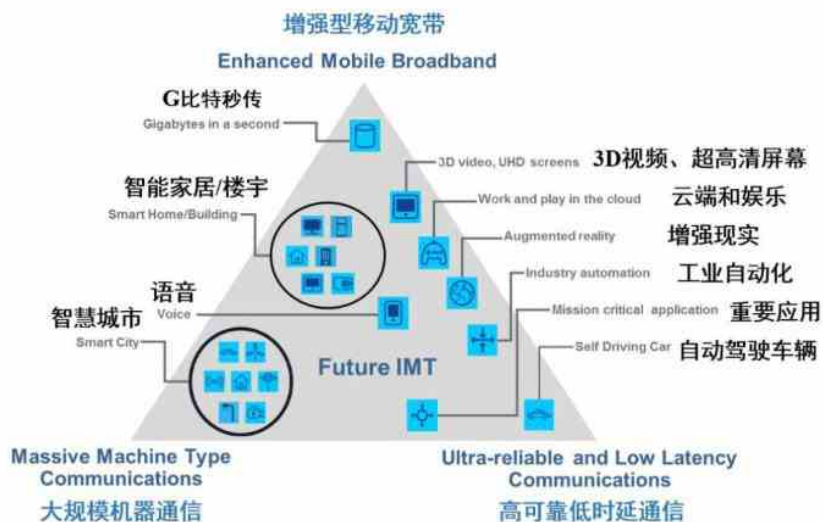 增强型移动宽带
Enhanced Mobile Broadband
G比特秒传
Gigabytes in a second
3D video, UHD screens
3D视频、超高清屏幕
智能家居/楼宇
Smart Home/Building
Work and play in the cloud
云端和娱乐
Augmented reality
增强现实
Industry automation
工业自动化
语音
Voice
Mission critical application
重要应用
智慧城市
Smart City
Self Driving Car
自动驾驶车辆
Future IMT
Massive Machine Type
Communications
大规模机器通信
Ultra-reliable and Low Latency
Communications
高可靠低时延通信